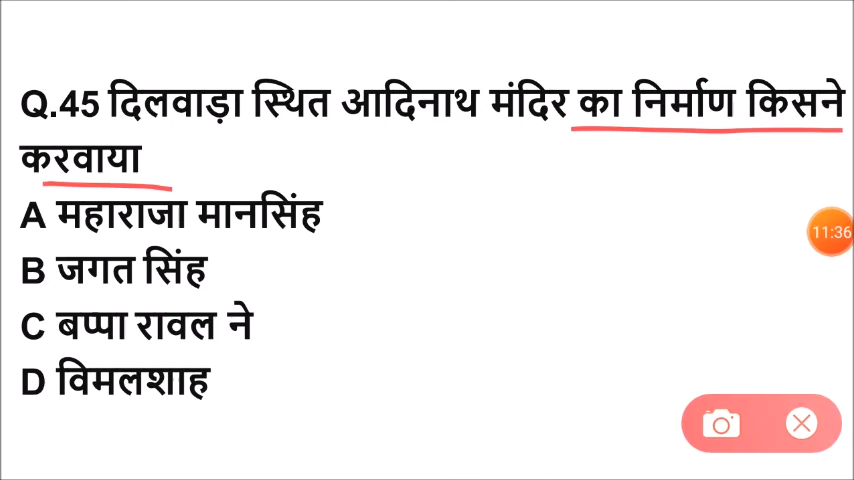 Q.45 दिलवाड़ा स्थित आदिनाथ मंदिर का निर्माण किसने
करवाया
A महाराजा मानसिंह
B जगत सिंह
C बप्पा रावल ने
D विमलशाह
11:36